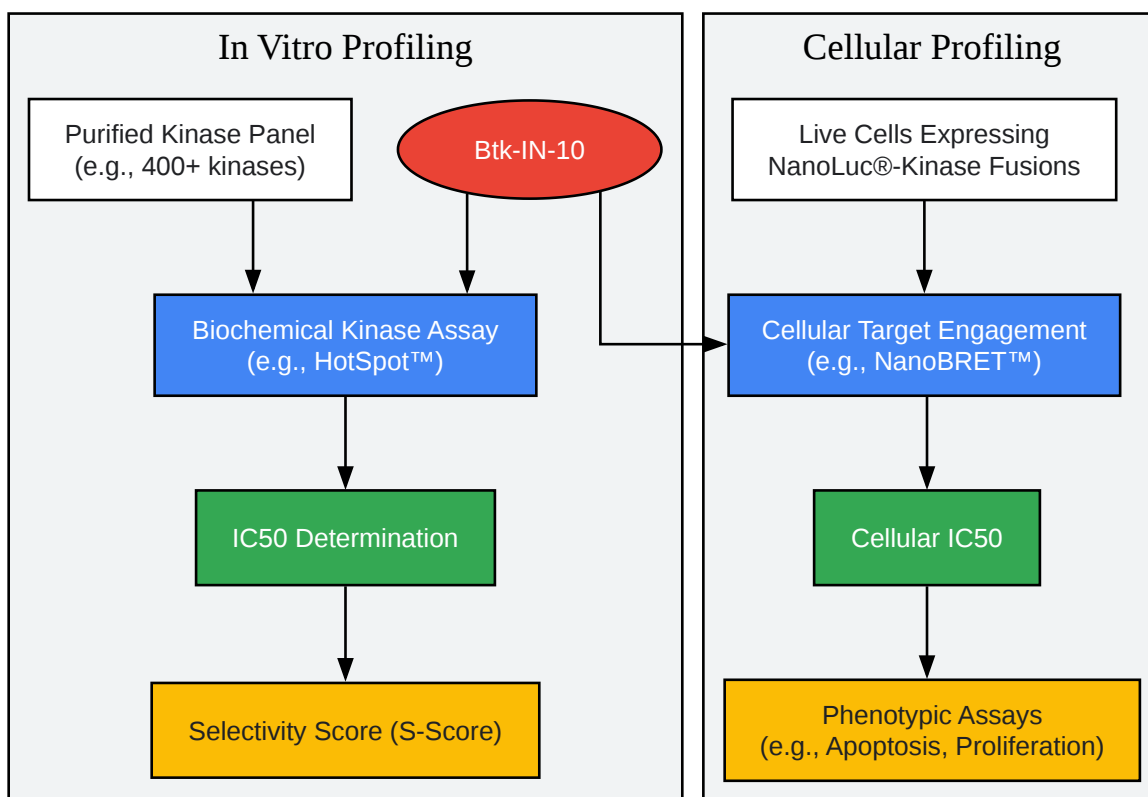 In Vitro Profiling
Purified Kinase Panel
(e.g., 400+ kinases)
Btk-IN-10
Biochemical Kinase Assay
(e.g., HotSpot™)
IC50 Determination
Selectivity Score (S-Score)
Cellular Profiling
Live Cells Expressing
NanoLuc®-Kinase Fusions
Cellular Target Engagement
(e.g., NanoBRET™)
Cellular IC50
Phenotypic Assays
(e.g., Apoptosis, Proliferation)